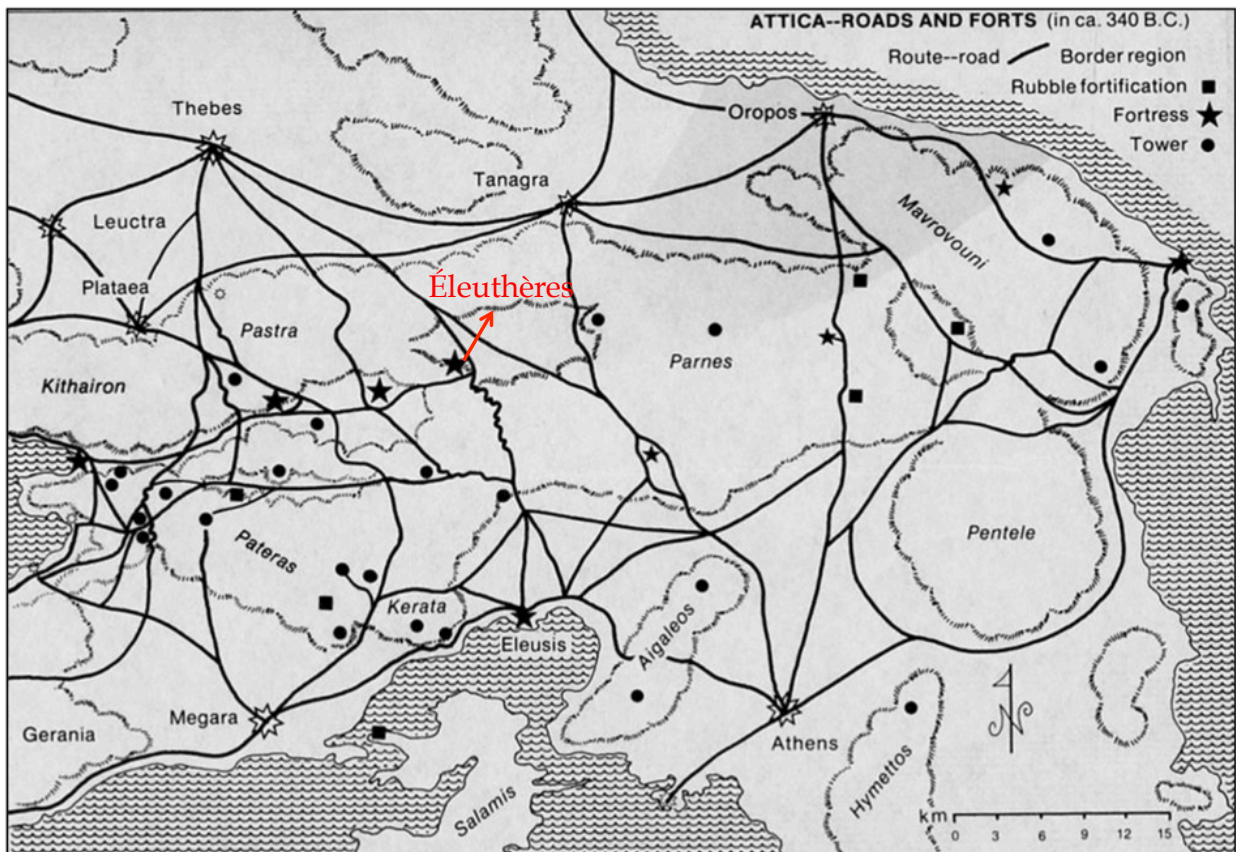 ATTICA--ROADS AND FORTS (in ca. 340 B.C.)
Route--road
Border region
Rubble fortification
Fortress
Tower
Thebes
Oropos
Tanagra
Leuctra
Mavrovouni
Plataea
Éleuthères
Pastra
Parnes
Kithairon
Pentele
Pateras
Kerata
Eleusis
Aigaleos
Megara
Gerania
Athens
N
Hymettos
Salamis
km
0 3 6 9 12 15